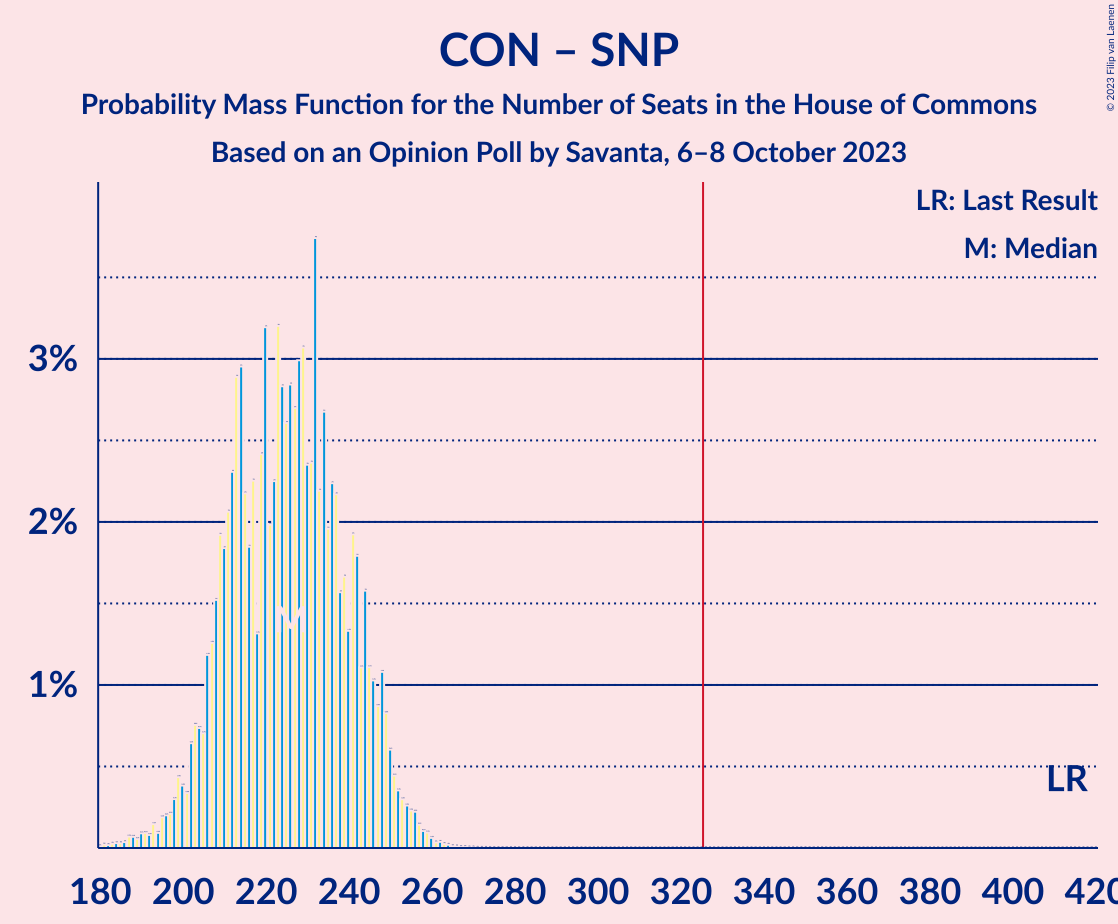 CON – SNP
Probability Mass Function for the Number of Seats in the House of Commons
Based on an Opinion Poll by Savanta, 6–8 October 2023
© 2023 Filip van Laenen
LR: Last Result
M: Median
3%
2%
1%
M
LR
180 200 220 240 260 280 300 320 340 360 380 400 420